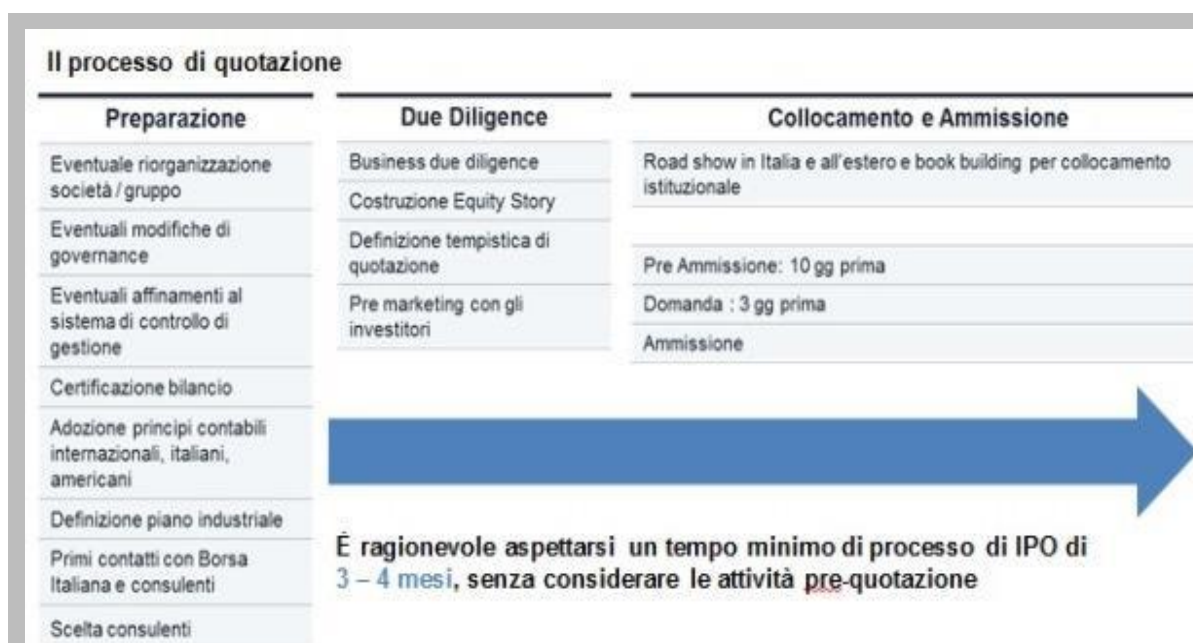 Il processo di quotazione
Preparazione
Eventuale riorganizzazione
società / gruppo
Eventuali modifiche di
governance
Eventuali affinamenti al
sistema di controllo di
gestione
Certificazione bilancio
Adozione principi contabili
internazionali, italiani,
americani
Definizione piano industriale
Primi contatti con Borsa
Italiana e consulenti
Scelta consulenti
Due Diligence
Business due diligence
Costruzione Equity Story
Definizione tempistica di
quotazione
Pre marketing con gli
investitori
Collocamento e Ammissione
Road show in Italia e all'estero e book building per collocamento
istituzionale
Pre Ammissione: 10 gg prima
Domanda : 3 gg prima
Ammissione
È ragionevole aspettarsi un tempo minimo di processo di IPO di
3 – 4 mesi, senza considerare le attività pre-quotazione